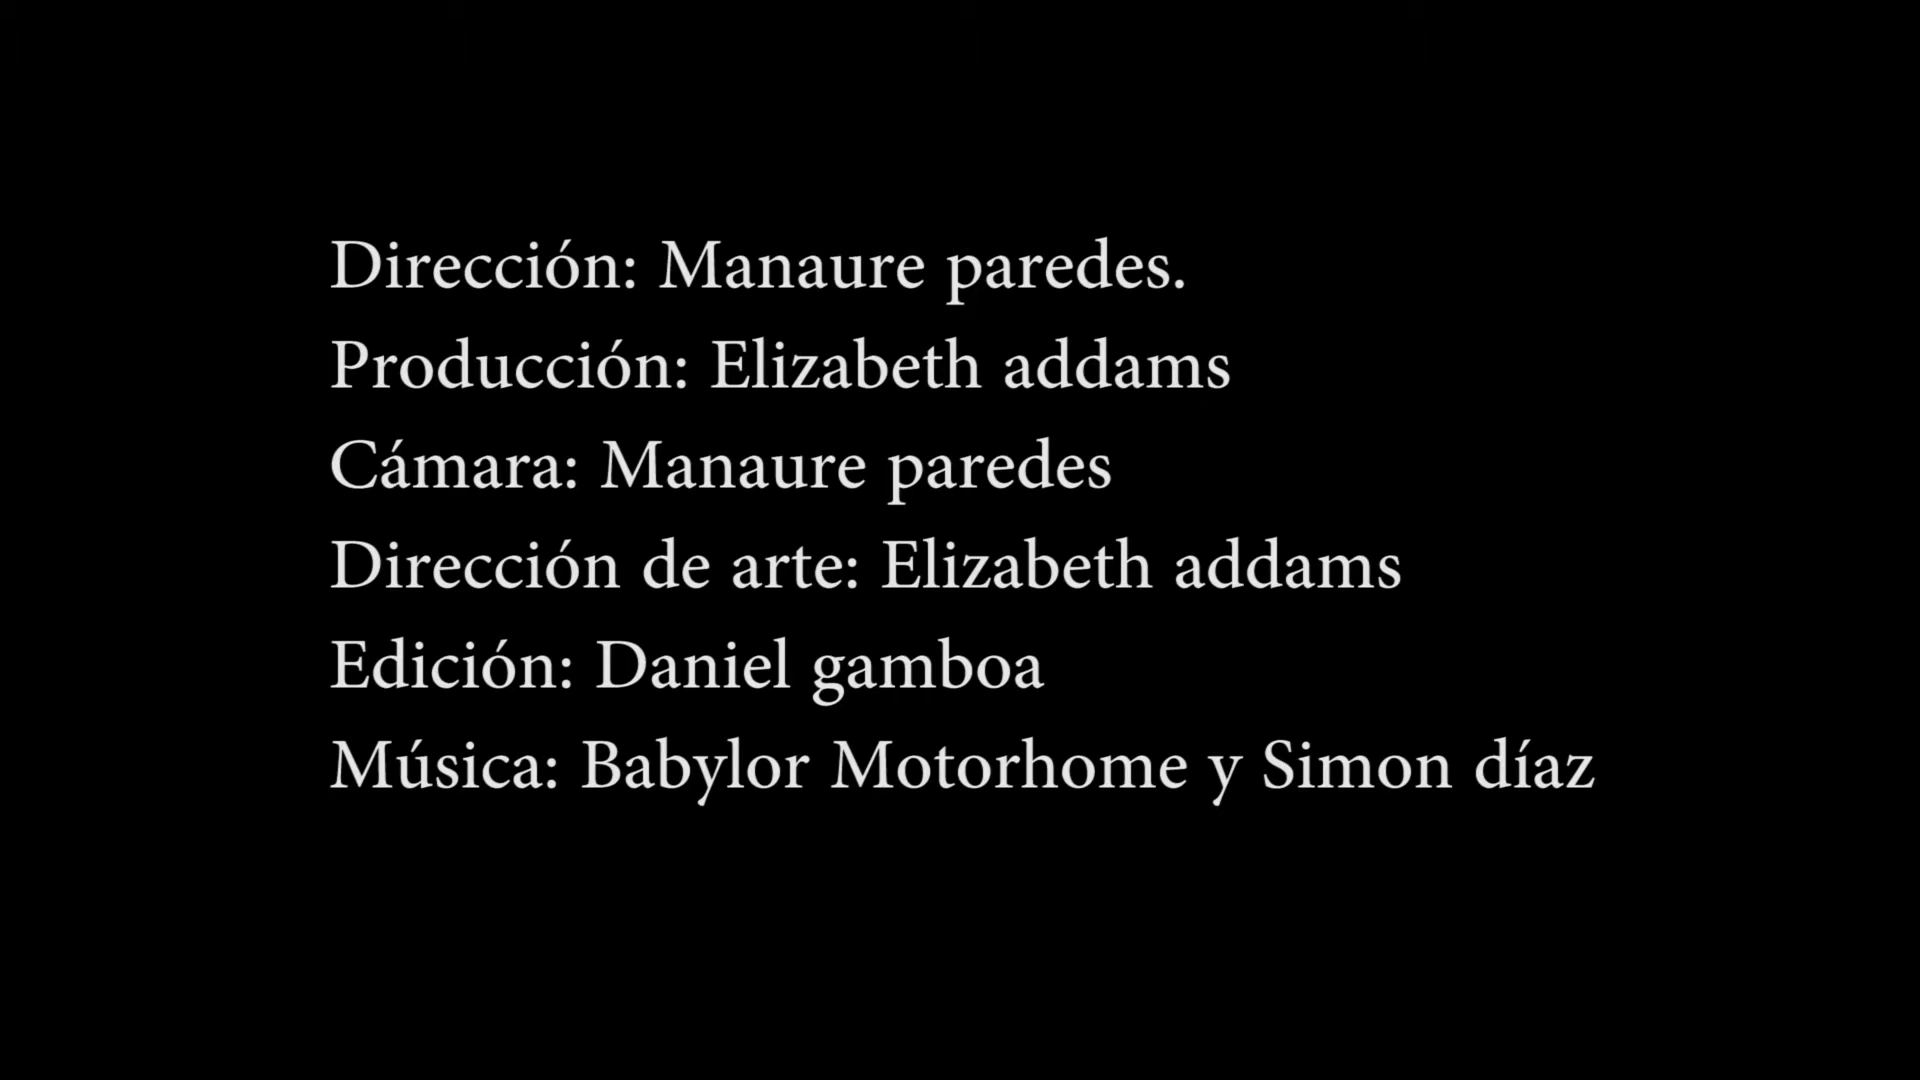 Dirección: Manaure paredes.
Producción: Elizabeth addams
Cámara: Manaure paredes
Dirección de arte: Elizabeth addams
Edición: Daniel gamboa
Música: Babylor Motorhome y Simon díaz